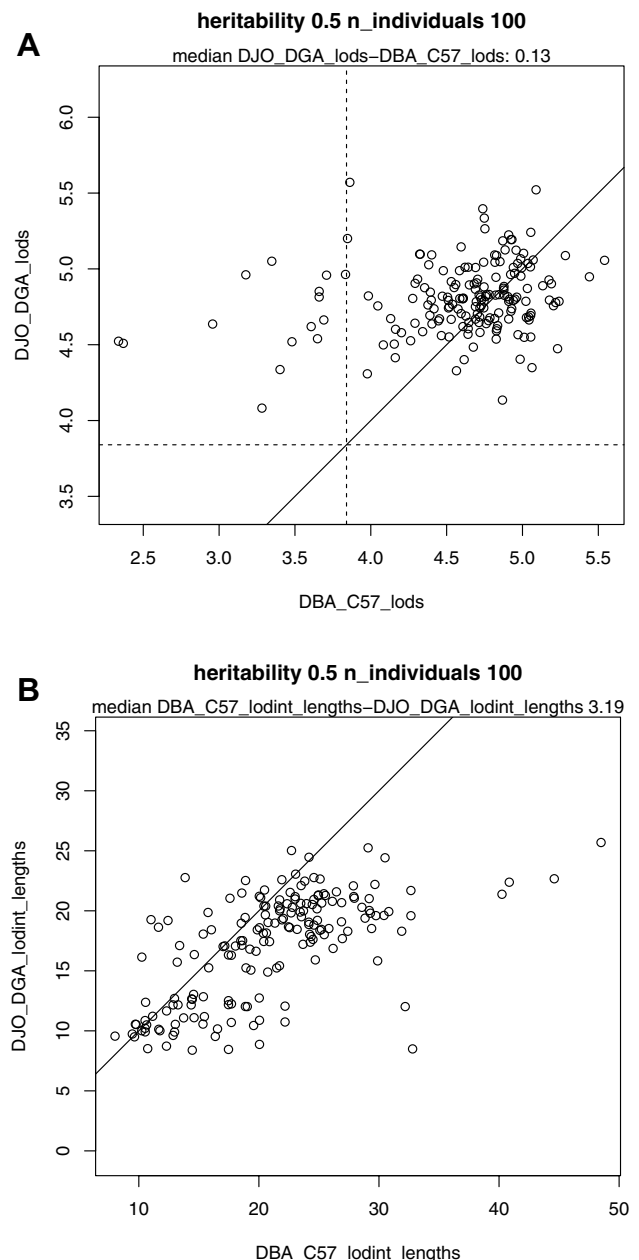 A
heritability 0.5 n_individuals 100
median DJO_DGA_lods−DBA_C57_lods: 0.13
DJO_DGA_lods
6.0
5.5
5.0
4.5
4.0
3.5
2.5 3.0 3.5 4.0 4.5 5.0 5.5
DBA_C57_lods
B
heritability 0.5 n_individuals 100
median DBA_C57_lodint_lengths−DJO_DGA_lodint_lengths 3.19
DJO_DGA_lodint_lengths
35
30
25
20
15
10
5
0
10 20 30 40 50
DBA_C57_lodint_lengths